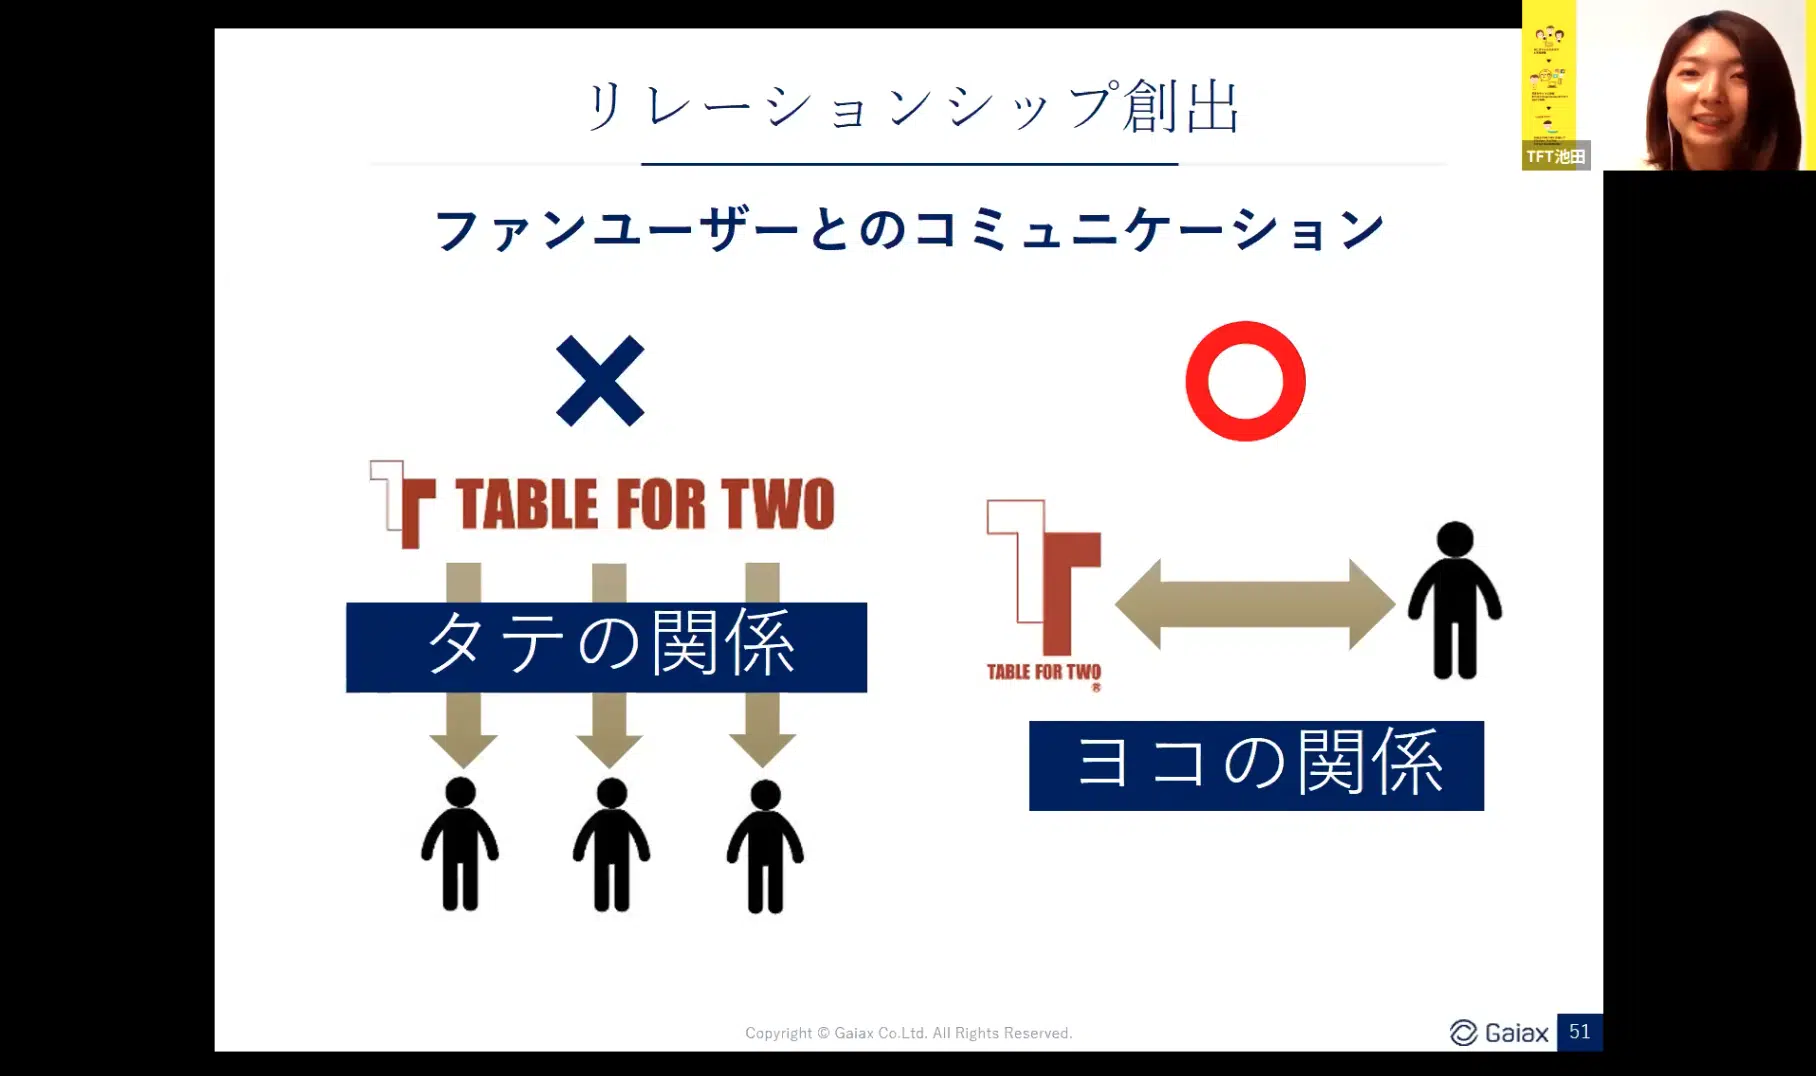 リレーションシップ創出
ファンユーザーとのコミュニケーション
TABLE FOR TWO
タテの関係
TABLE FOR TWO
®
ヨコの関係
Copyright © Gaiax Co.Ltd. All Rights Reserved.
Gaiax
51
TFT池田